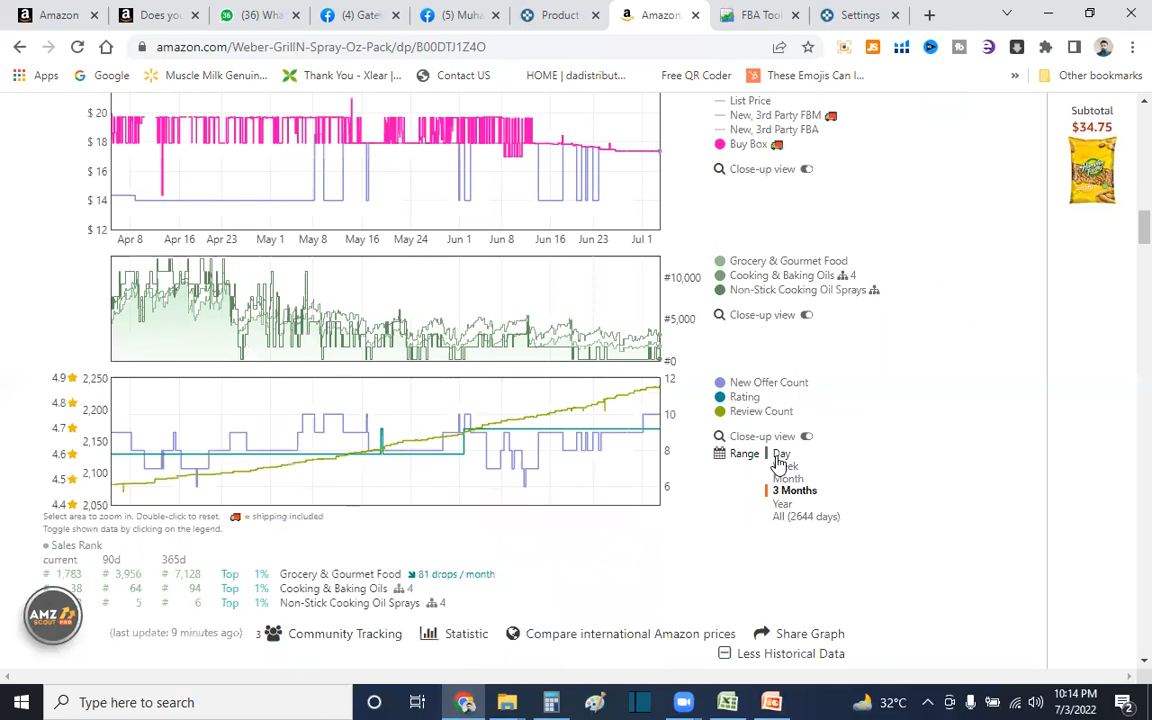 Amazon
Does you
(36) Wha
(4) Gate
(5) Muha
Product
Amazon
FBA Too
Settings
amazon.com/Weber-GrillN-Spray-Oz-Pack/dp/B00DTJ1Z4O
Apps
Google
Muscle Milk Genuin...
Thank You - Xlear |...
Contact US
HOME | dadistribut...
Free QR Coder
These Emojis Can I...
Other bookmarks
$ 20
$ 18
$ 16
$ 14
$ 12
Apr 8 Apr 16 Apr 23 May 1 May 8 May 16 May 24 Jun 1 Jun 8 Jun 16 Jun 23 Jul 1
List Price
New, 3rd Party FBM
New, 3rd Party FBA
Buy Box
Close-up view
Subtotal
$34.75
#10,000
#5,000
#0
Grocery & Gourmet Food
Cooking & Baking Oils 4
Non-Stick Cooking Oil Sprays
Close-up view
4.9 2,250 12
4.8 2,200 10
4.7 2,150 8
4.6 2,100 6
4.5 2,050
4.4
New Offer Count
Rating
Review Count
Close-up view
Range Day
Month
3 Months
Year
All (2644 days)
Select area to zoom in. Double-click to reset. = shipping included
Toggle shown data by clicking on the legend.
Sales Rank
current 90d 365d
# 1,783 # 3,956 # 7,128 Top 1% Grocery & Gourmet Food 81 drops / month
38 # 64 # 94 Top 1% Cooking & Baking Oils 4
# 5 # 6 Top 1% Non-Stick Cooking Oil Sprays 4
AMZ
SCOUT PRO
(last update: 9 minutes ago)
3 Community Tracking
Statistic
Compare international Amazon prices
Share Graph
Less Historical Data
Type here to search
32°C
10:14 PM
7/3/2022
2